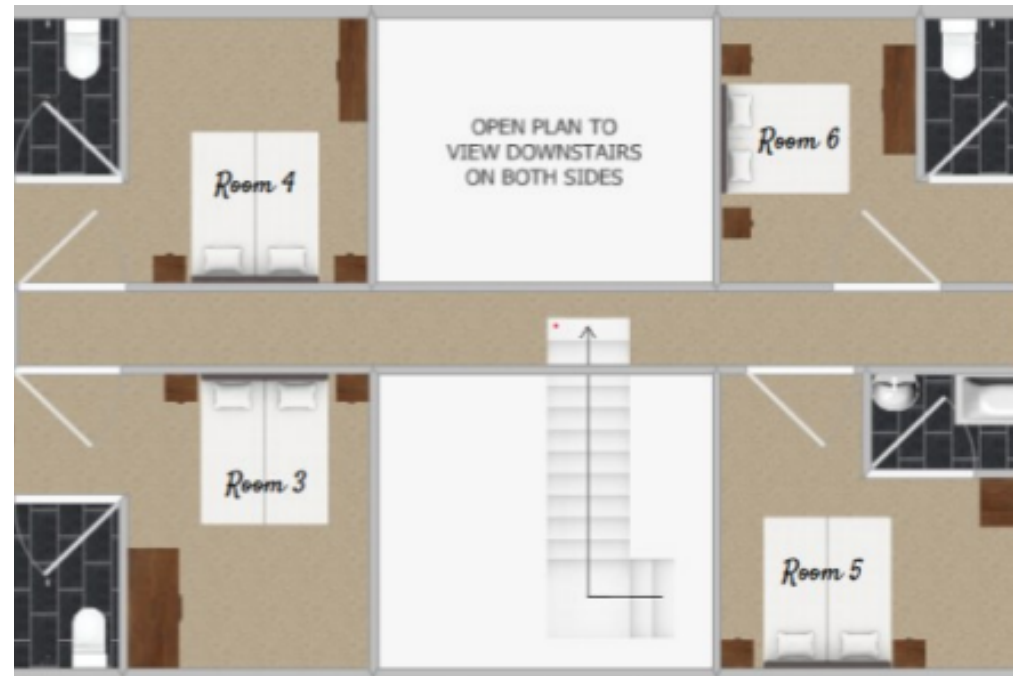 Room 4
OPEN PLAN TO
VIEW DOWNSTAIRS
ON BOTH SIDES
Room 6
Room 3
Room 5